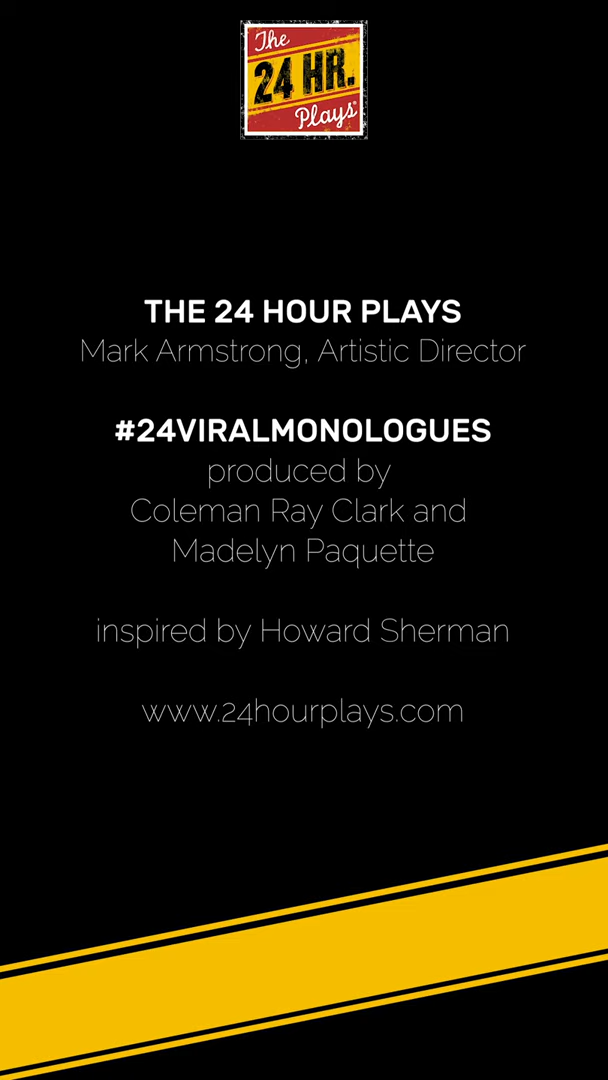 The
24 HR.
Plays
THE 24 HOUR PLAYS
Mark Armstrong, Artistic Director
#24VIRALMONOLOGUES
produced by
Coleman Ray Clark and
Madelyn Paquette
inspired by Howard Sherman
www.24hourplays.com